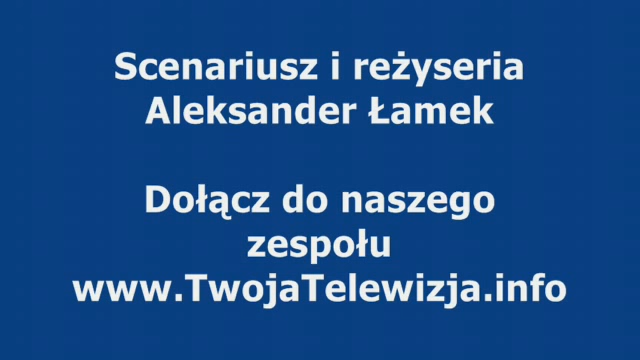 Scenariusz i reżyseria
Aleksander Łamek
Dołącz do naszego
zespołu
www.TwojaTelewizja.info